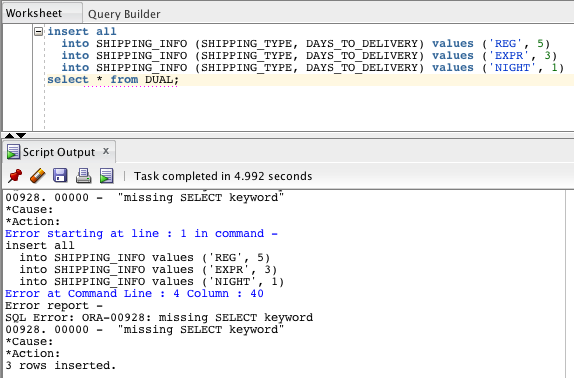 Worksheet Query Builder
insert all
into SHIPPING_INFO (SHIPPING_TYPE, DAYS_TO_DELIVERY) values ('REG', 5)
into SHIPPING_INFO (SHIPPING_TYPE, DAYS_TO_DELIVERY) values ('EXPR', 3)
into SHIPPING_INFO (SHIPPING_TYPE, DAYS_TO_DELIVERY) values ('NIGHT', 1)
select * from DUAL;
Script Output x
Task completed in 4.992 seconds
00928. 00000 - "missing SELECT keyword"
*Cause:
*Action:
Error starting at line : 1 in command -
insert all
into SHIPPING_INFO values ('REG', 5)
into SHIPPING_INFO values ('EXPR', 3)
into SHIPPING_INFO values ('NIGHT', 1)
Error at Command Line : 4 Column : 40
Error report -
SQL Error: ORA-00928: missing SELECT keyword
00928. 00000 - "missing SELECT keyword"
*Cause:
*Action:
3 rows inserted.